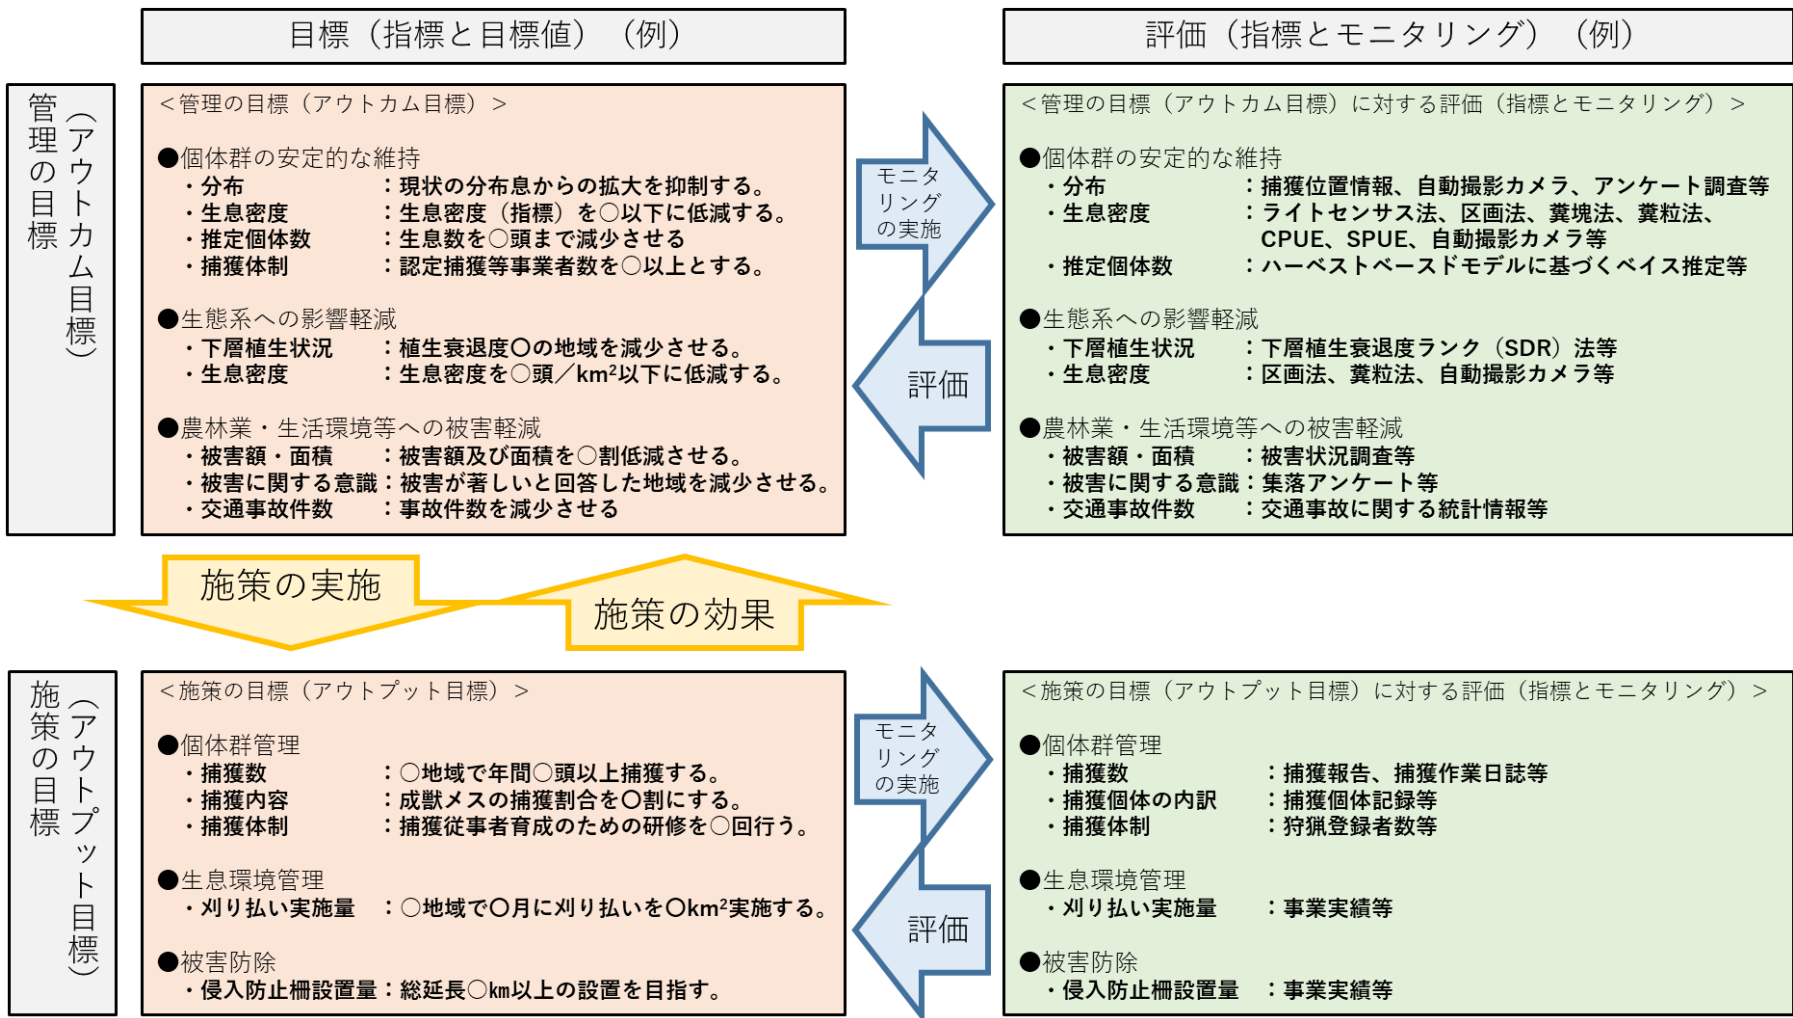 目標（指標と目標値）（例）
評価（指標とモニタリング）（例）
管理の目標
（アウトカム目標）
＜管理の目標（アウトカム目標）＞
●個体群の安定的な維持
・分布　　　　　：現状の分布息からの拡大を抑制する。
・生息密度　　　：生息密度（指標）を○以下に低減する。
・推定個体数　　：生息数を○頭まで減少させる
・捕獲体制　　　：認定捕獲等事業者数を○以上とする。
●生態系への影響軽減
・下層植生状況　：植生衰退度〇の地域を減少させる。
・生息密度　　　：生息密度を○頭／km²以下に低減する。
●農林業・生活環境等への被害軽減
・被害額・面積　：被害額及び面積を○割低減させる。
・被害に関する意識：被害が著しいと回答した地域を減少させる。
・交通事故件数　：事故件数を減少させる
モニタ
リング
の実施
評価
＜管理の目標（アウトカム目標）に対する評価（指標とモニタリング）＞
●個体群の安定的な維持
・分布　　　　　：捕獲位置情報、自動撮影カメラ、アンケート調査等
・生息密度　　　：ライトセンサス法、区画法、糞塊法、糞粒法、
CPUE、SPUE、自動撮影カメラ等
・推定個体数　　：ハーベストベースドモデルに基づくベイス推定等
●生態系への影響軽減
・下層植生状況　：下層植生衰退度ランク（SDR）法等
・生息密度　　　：区画法、糞粒法、自動撮影カメラ等
●農林業・生活環境等への被害軽減
・被害額・面積　：被害状況調査等
・被害に関する意識：集落アンケート等
・交通事故件数　：交通事故に関する統計情報等
施策の実施
施策の効果
施策の目標
（アウトプット目標）
＜施策の目標（アウトプット目標）＞
●個体群管理
・捕獲数　　　　：○地域で年間○頭以上捕獲する。
・捕獲内容　　　：成獣メスの捕獲割合を〇割にする。
・捕獲体制　　　：捕獲従事者育成のための研修を○回行う。
●生息環境管理
・刈り払い実施量　：○地域で〇月に刈り払いを〇km²実施する。
●被害防除
・侵入防止柵設置量：総延長○㎞以上の設置を目指す。
モニタ
リング
の実施
評価
＜施策の目標（アウトプット目標）に対する評価（指標とモニタリング）＞
●個体群管理
・捕獲数　　　　：捕獲報告、捕獲作業日誌等
・捕獲個体の内訳　：捕獲個体記録等
・捕獲体制　　　：狩猟登録者数等
●生息環境管理
・刈り払い実施量　：事業実績等
●被害防除
・侵入防止柵設置量　：事業実績等